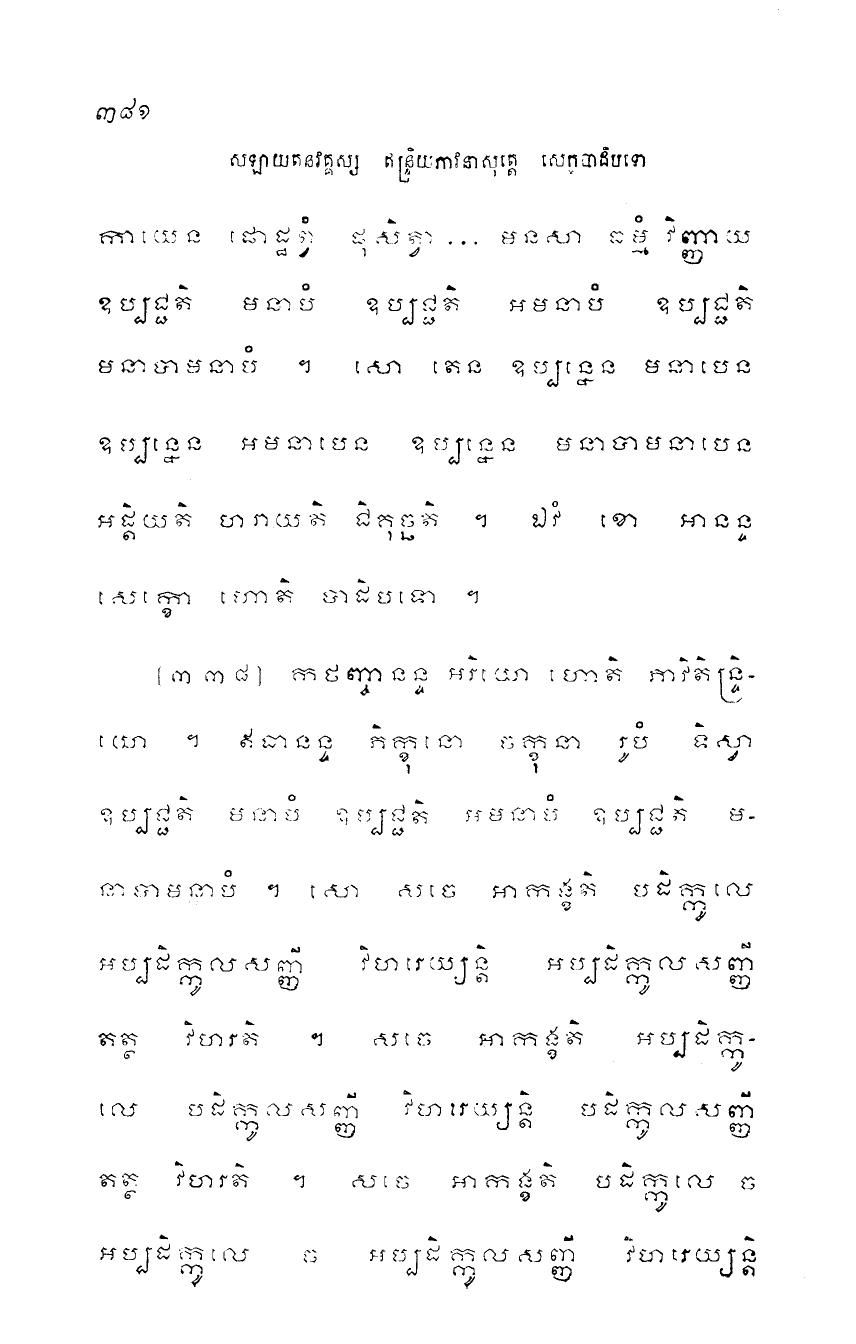 ៣៨១
សឡាយតនវគ្គស្ស ឥន្ទ្រិយភាវនាសុត្តេ សេក្ខបាដិបទោ
កាយេន ផោដ្ឋព្វំ ផុសិត្វា ... មនសា ធម្មំ វិញ្ញាយ
ឧប្បជ្ជតិ មនាបំ ឧប្បជ្ជតិ អមនាបំ ឧប្បជ្ជតិ
មនាបាមនាបំ ។ សោ តេន ឧប្បន្នេន មនាបេន
ឧប្បន្នេន អមនាបេន ឧប្បន្នេន មនាបាមនាបេន
អដ្តិយតិ ហរាយតិ ជិគុច្ឆតិ ។ ឯវំ ខោ អានន្ទ
សេក្ខោ ហោតិ បាដិបទោ ។
[៣៣៨] កថញ្ចានន្ទ អរិយោ ហោតិ ភាវិតិន្ទ្រិ-
យោ ។ ឥធានន្ទ ភិក្ខុនោ ចក្ខុនា រូបំ ទិស្វា
ឧប្បជ្ជតិ មនាបំ ឧប្បជ្ជតិ អមនាបំ ឧប្បជ្ជតិ ម-
នាបាមនាបំ ។ សោ សចេ អាកង្ខតិ បដិក្កូលេ
អប្បដិក្កូលសញ្ញី វិហរេយ្យន្តិ អប្បដិក្កូលសញ្ញី
តត្ថ វិហរតិ ។ សចេ អាកង្ខតិ អប្បដិក្កូ-
លេ បដិក្កូលសញ្ញី វិហរេយ្យន្តិ បដិក្កូលសញ្ញី
តត្ថ វិហរតិ ។ សចេ អាកង្ខតិ បដិក្កូលេ ច
អប្បដិក្កូលេ ច អប្បដិក្កូលសញ្ញី វិហរេយ្យន្តិ